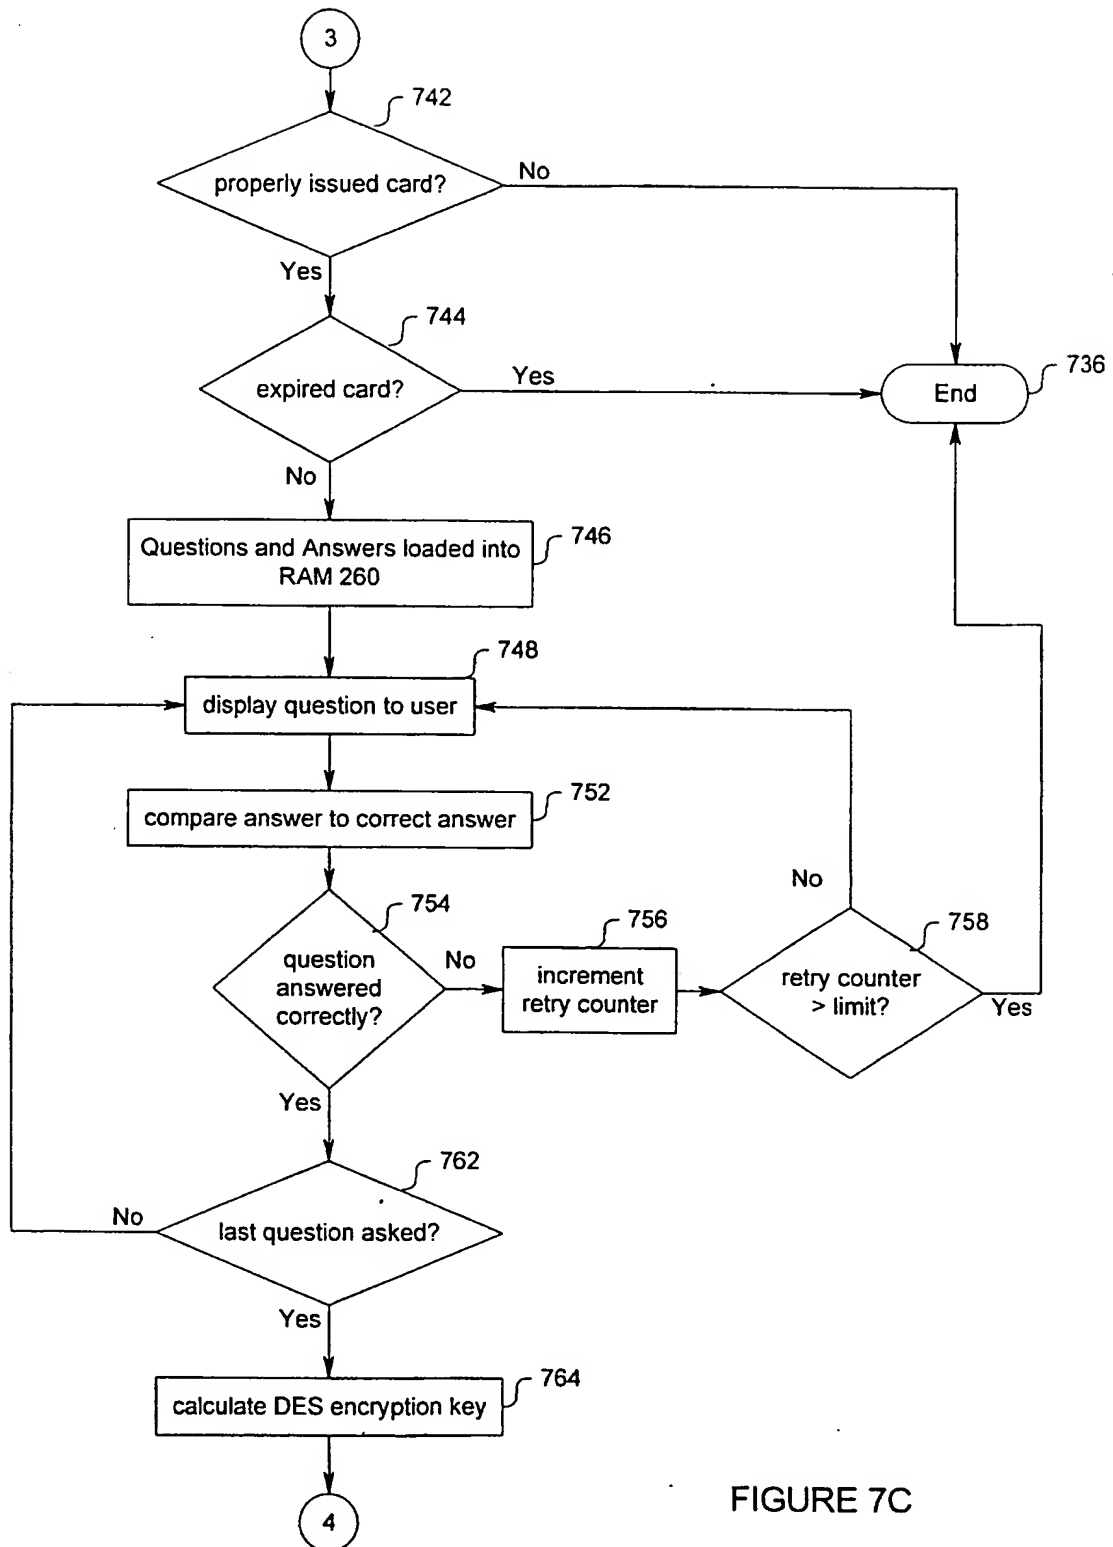 3
742
properly issued card?
No
Yes
744
expired card?
Yes
End
736
No
Questions and Answers loaded into
RAM 260
746
748
display question to user
752
compare answer to correct answer
754
question
answered
correctly?
No
756
increment
retry counter
No
758
retry counter
> limit?
Yes
Yes
762
No
last question asked?
Yes
764
calculate DES encryption key
4
FIGURE 7C